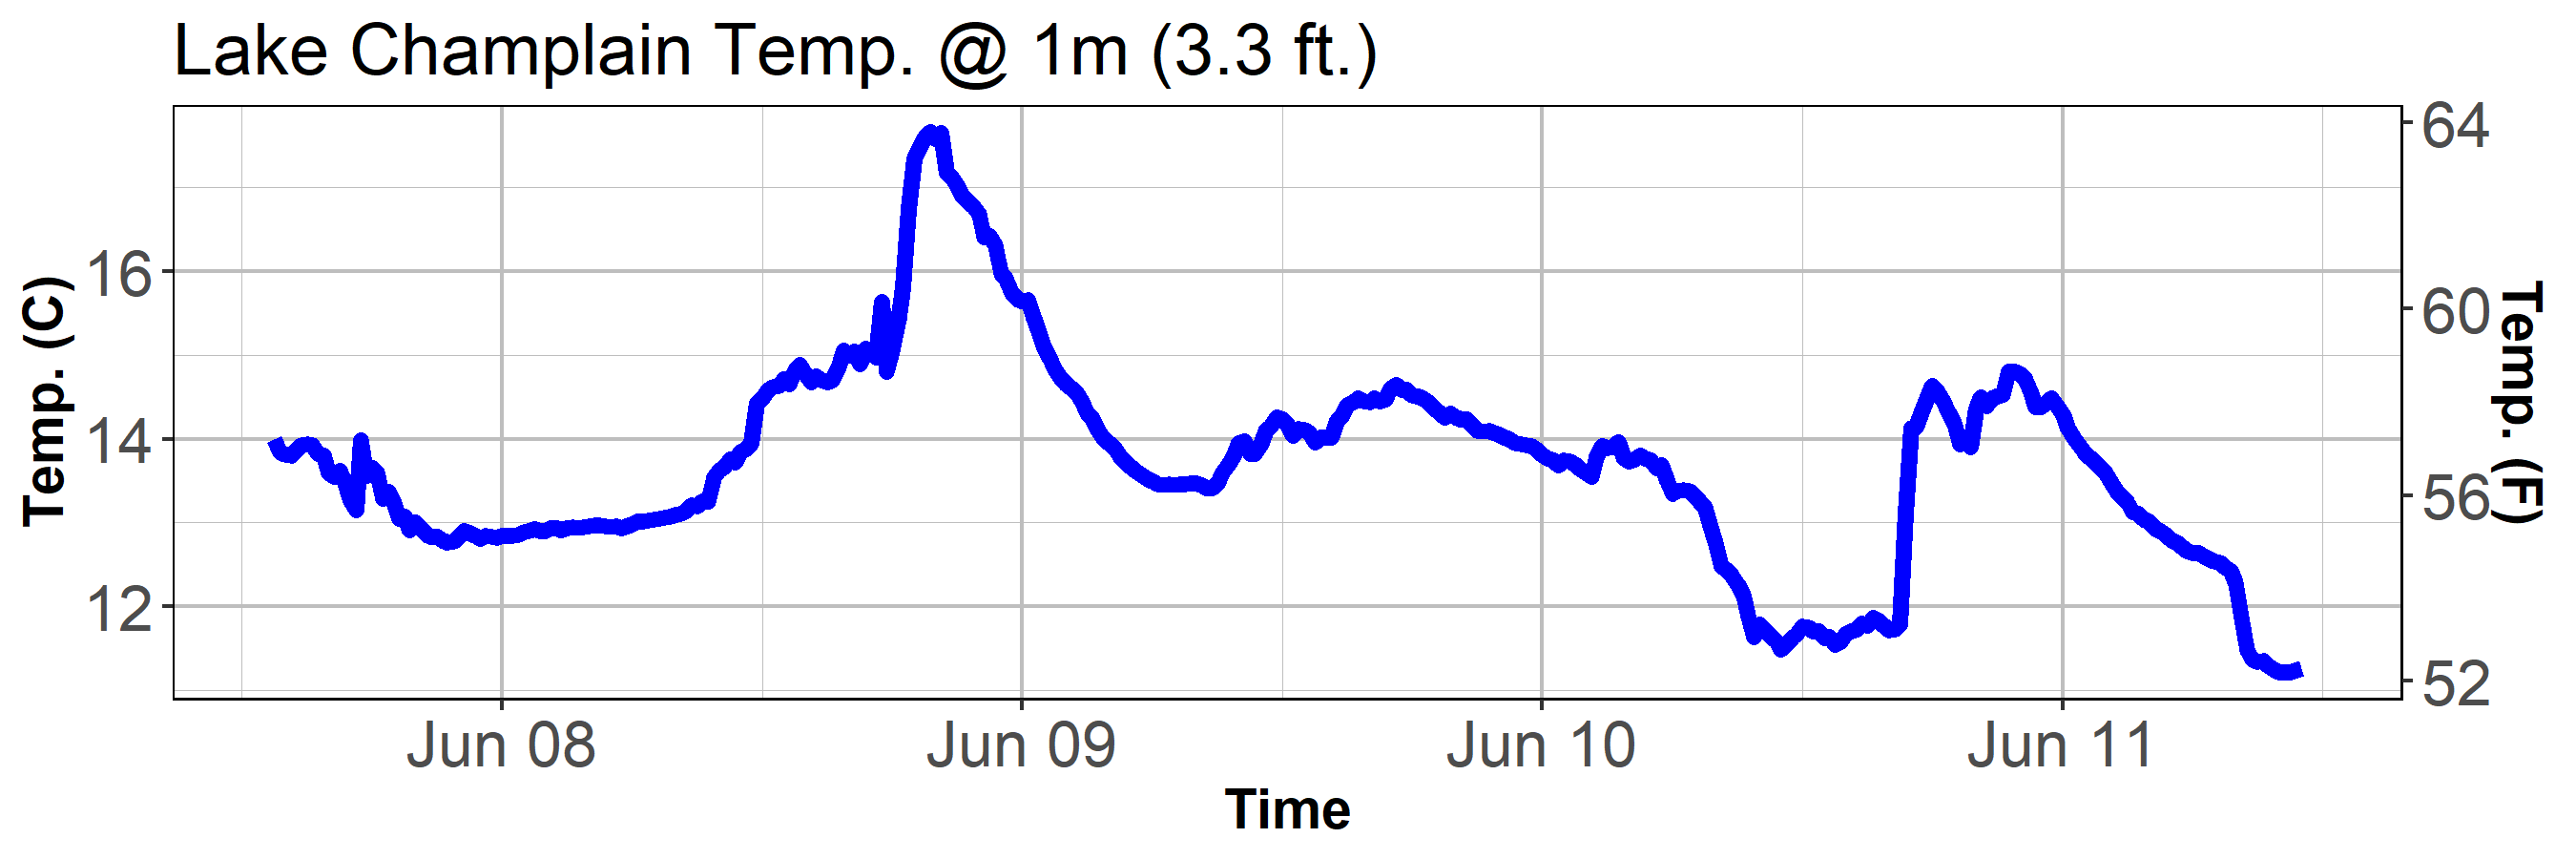 Lake Champlain Temp. @ 1m (3.3 ft.)
Temp. (C)
16
14
12
64
60
56
52
Temp. (F)
Jun 08
Jun 09
Jun 10
Jun 11
Time